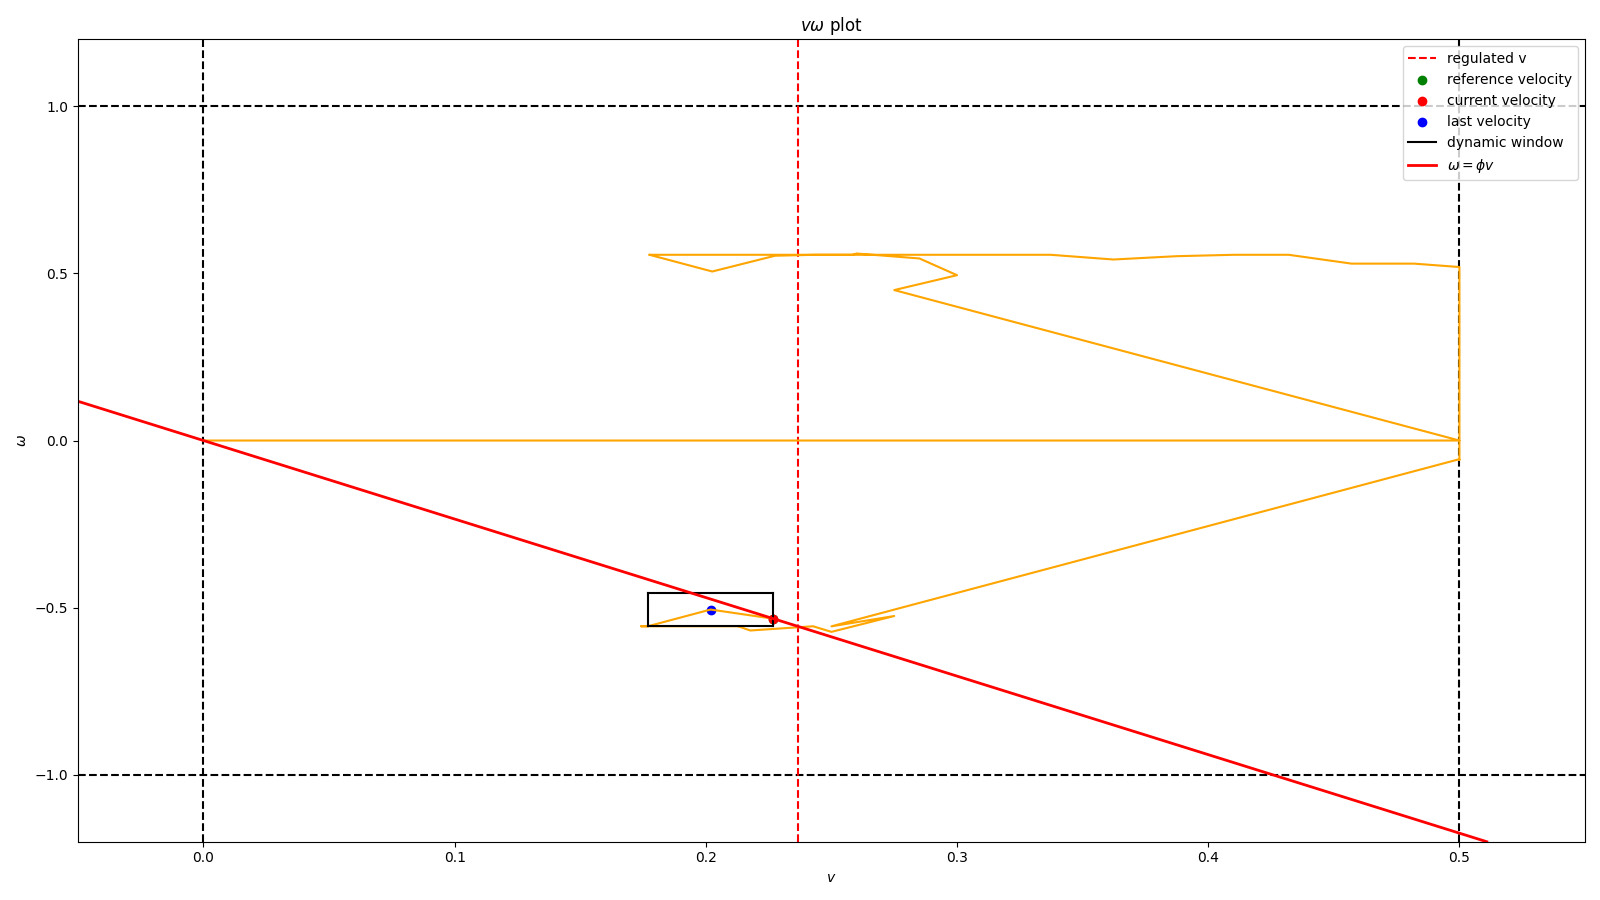 vω plot
regulated v
reference velocity
current velocity
last velocity
dynamic window
ω = ϕv
1.0
0.5
0.0
−0.5
−1.0
ω
0.0 0.1 0.2 0.3 0.4 0.5
v